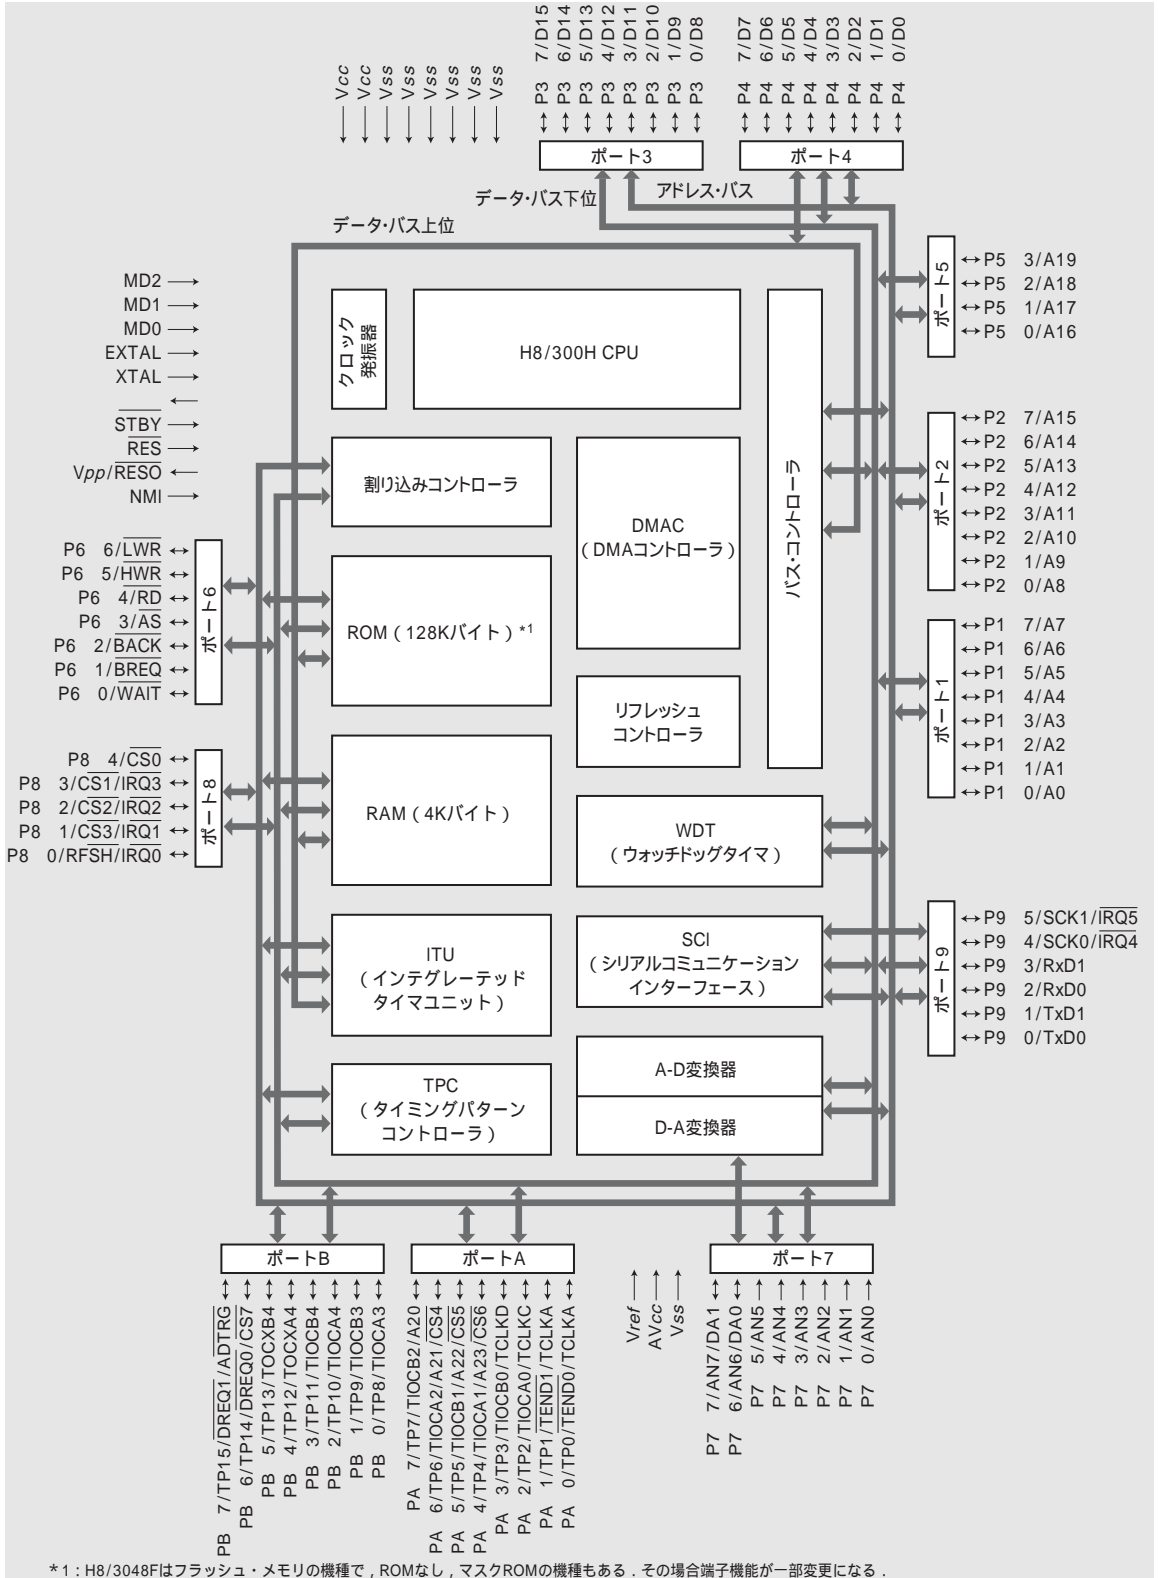 Vcc
Vcc
Vss
Vss
Vss
Vss
Vss
Vss
P3 7/D15
P3 6/D14
P3 5/D13
P3 4/D12
P3 3/D11
P3 2/D10
P3 1/D9
P3 0/D8
P4 7/D7
P4 6/D6
P4 5/D5
P4 4/D4
P4 3/D3
P4 2/D2
P4 1/D1
P4 0/D0
ポート3
ポート4
データ・バス下位
アドレス・バス
データ・バス上位
MD2
MD1
MD0
EXTAL
XTAL
STBY
RES
Vpp/RESO
NMI
P6 6/LWR
P6 5/HWR
P6 4/RD
P6 3/AS
P6 2/BACK
P6 1/BREQ
P6 0/WAIT
ポート6
P8 4/CS0
P8 3/CS1/IRQ3
P8 2/CS2/IRQ2
P8 1/CS3/IRQ1
P8 0/RFSH/IRQ0
ポート8
クロック
発振器
H8/300H CPU
割り込みコントローラ
DMAC
(DMAコントローラ)
バス・コントローラ
ROM(128Kバイト)*1
リフレッシュ
コントローラ
RAM(4Kバイト)
WDT
(ウォッチドッグタイマ)
ITU
(インテグレーテッド
タイマユニット)
SCI
(シリアルコミュニケーション
インターフェース)
TPC
(タイミングパターン
コントローラ)
A-D変換器
D-A変換器
ポート5
P5 3/A19
P5 2/A18
P5 1/A17
P5 0/A16
ポート2
P2 7/A15
P2 6/A14
P2 5/A13
P2 4/A12
P2 3/A11
P2 2/A10
P2 1/A9
P2 0/A8
ポート1
P1 7/A7
P1 6/A6
P1 5/A5
P1 4/A4
P1 3/A3
P1 2/A2
P1 1/A1
P1 0/A0
ポート9
P9 5/SCK1/IRQ5
P9 4/SCK0/IRQ4
P9 3/RxD1
P9 2/RxD0
P9 1/TxD1
P9 0/TxD0
ポートB
ポートA
ポート7
PB 7/TP15/DREQ1/ADTRG
PB 6/TP14/DREQ0/CS7
PB 5/TP13/TOCXB4
PB 4/TP12/TOCXA4
PB 3/TP11/TIOCB4
PB 2/TP10/TIOCA4
PB 1/TP9/TIOCB3
PB 0/TP8/TIOCA3
PA 7/TP7/TIOCB2/A20
PA 6/TP6/TIOCA2/A21/CS4
PA 5/TP5/TIOCB1/A22/CS5
PA 4/TP4/TIOCA1/A23/CS6
PA 3/TP3/TIOCB0/TCLKD
PA 2/TP2/TIOCA0/TCLKC
PA 1/TP1/TEND1/TCLKA
PA 0/TP0/TEND0/TCLKA
Vref
AVcc
Vss
P7 7/AN7/DA1
P7 6/AN6/DA0
P7 5/AN5
P7 4/AN4
P7 3/AN3
P7 2/AN2
P7 1/AN1
P7 0/AN0
*1:H8/3048Fはフラッシュ・メモリの機種で,ROMなし,マスクROMの機種もある.その場合端子機能が一部変更になる.